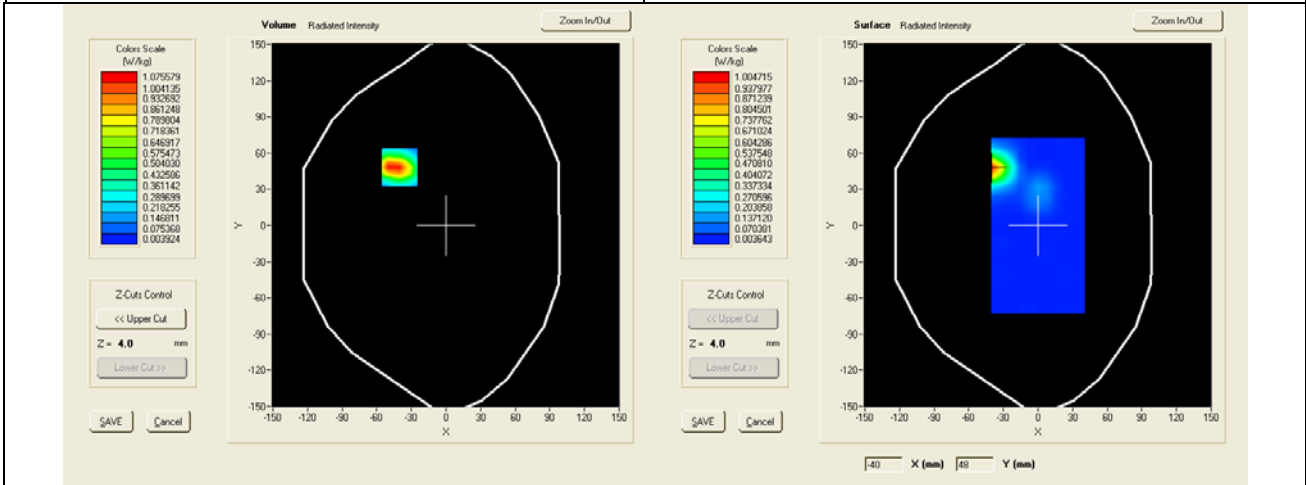 Volume Radiated Intensity
Zoom In/Out
Colors Scale
(W/kg)
1.075579
1.004135
0.932692
0.861248
0.789804
0.718361
0.646917
0.575473
0.504030
0.432586
0.361142
0.289699
0.218255
0.146811
0.075368
0.003924
150
120
90
60
30
0
-30
-60
-90
-120
-150
Y
-150 -120 -90 -60 -30 0 30 60 90 120 150
X
Z-Cuts Control
<< Upper Cut
Z = 4.0 mm
Lower Cut >>
SAVE Cancel
Surface Radiated Intensity
Zoom In/Out
Colors Scale
(W/kg)
1.004715
0.937977
0.871239
0.804501
0.737762
0.671024
0.604286
0.537548
0.470810
0.404072
0.337334
0.270596
0.203858
0.137120
0.070381
0.003643
150
120
90
60
30
0
-30
-60
-90
-120
-150
Y
-150 -120 -90 -60 -30 0 30 60 90 120 150
X
Z-Cuts Control
<< Upper Cut
Z = 4.0 mm
Lower Cut >>
SAVE Cancel
-40 X (mm) 48 Y (mm)